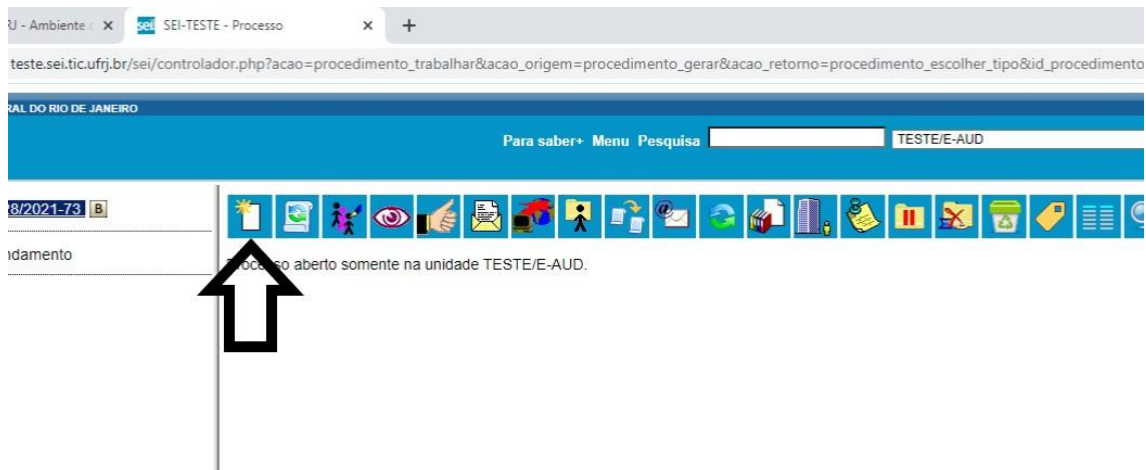 RJ - Ambiente
sei SEI-TESTE - Processo
teste.sei.tic.ufrj.br/sei/controlador.php?acao=procedimento_trabalhar&acao_origem=procedimento_gerar&acao_retorno=procedimento_escolher_tipo&id_procedimento
RAL DO RIO DE JANEIRO
Para saber+ Menu Pesquisa TESTE/E-AUD
28/2021-73 B
ndamento
Processo aberto somente na unidade TESTE/E-AUD.